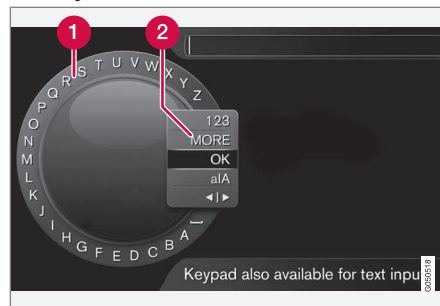 1
2
A B C D E F G H I J K L M N O P Q R S T U V W X Y Z
123
MORE
OK
a|A
◄|►
Keypad also available for text inpu
G050518